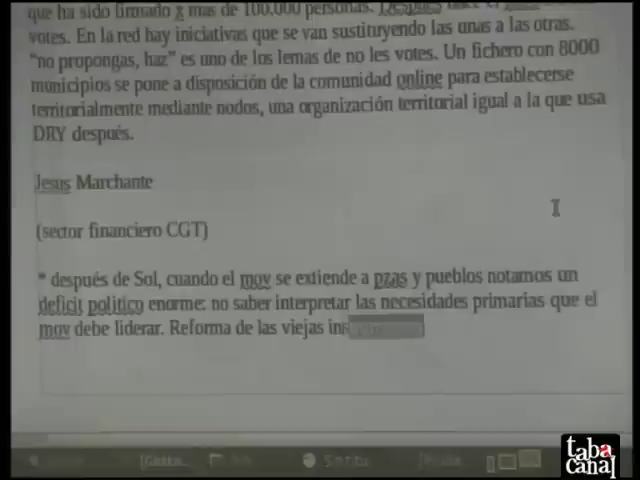 que ha sido firmado x mas de 100.000 personas.
votes. En la red hay iniciativas que se van sustituyendo las unas a las otras.
"no propongas, haz" es uno de los lemas de no les votes. Un fichero con 8000
municipios se pone a disposición de la comunidad online para establecerse
territorialmente mediante nodos, una organización territorial igual a la que usa
DRY después.
Jesus Marchante
(sector financiero CGT)
* después de Sol, cuando el mov se extiende a pzas y pueblos notamos un
deficit politico enorme: no saber interpretar las necesidades primarias que el
mov debe liderar. Reforma de las viejas ins
taba
canal